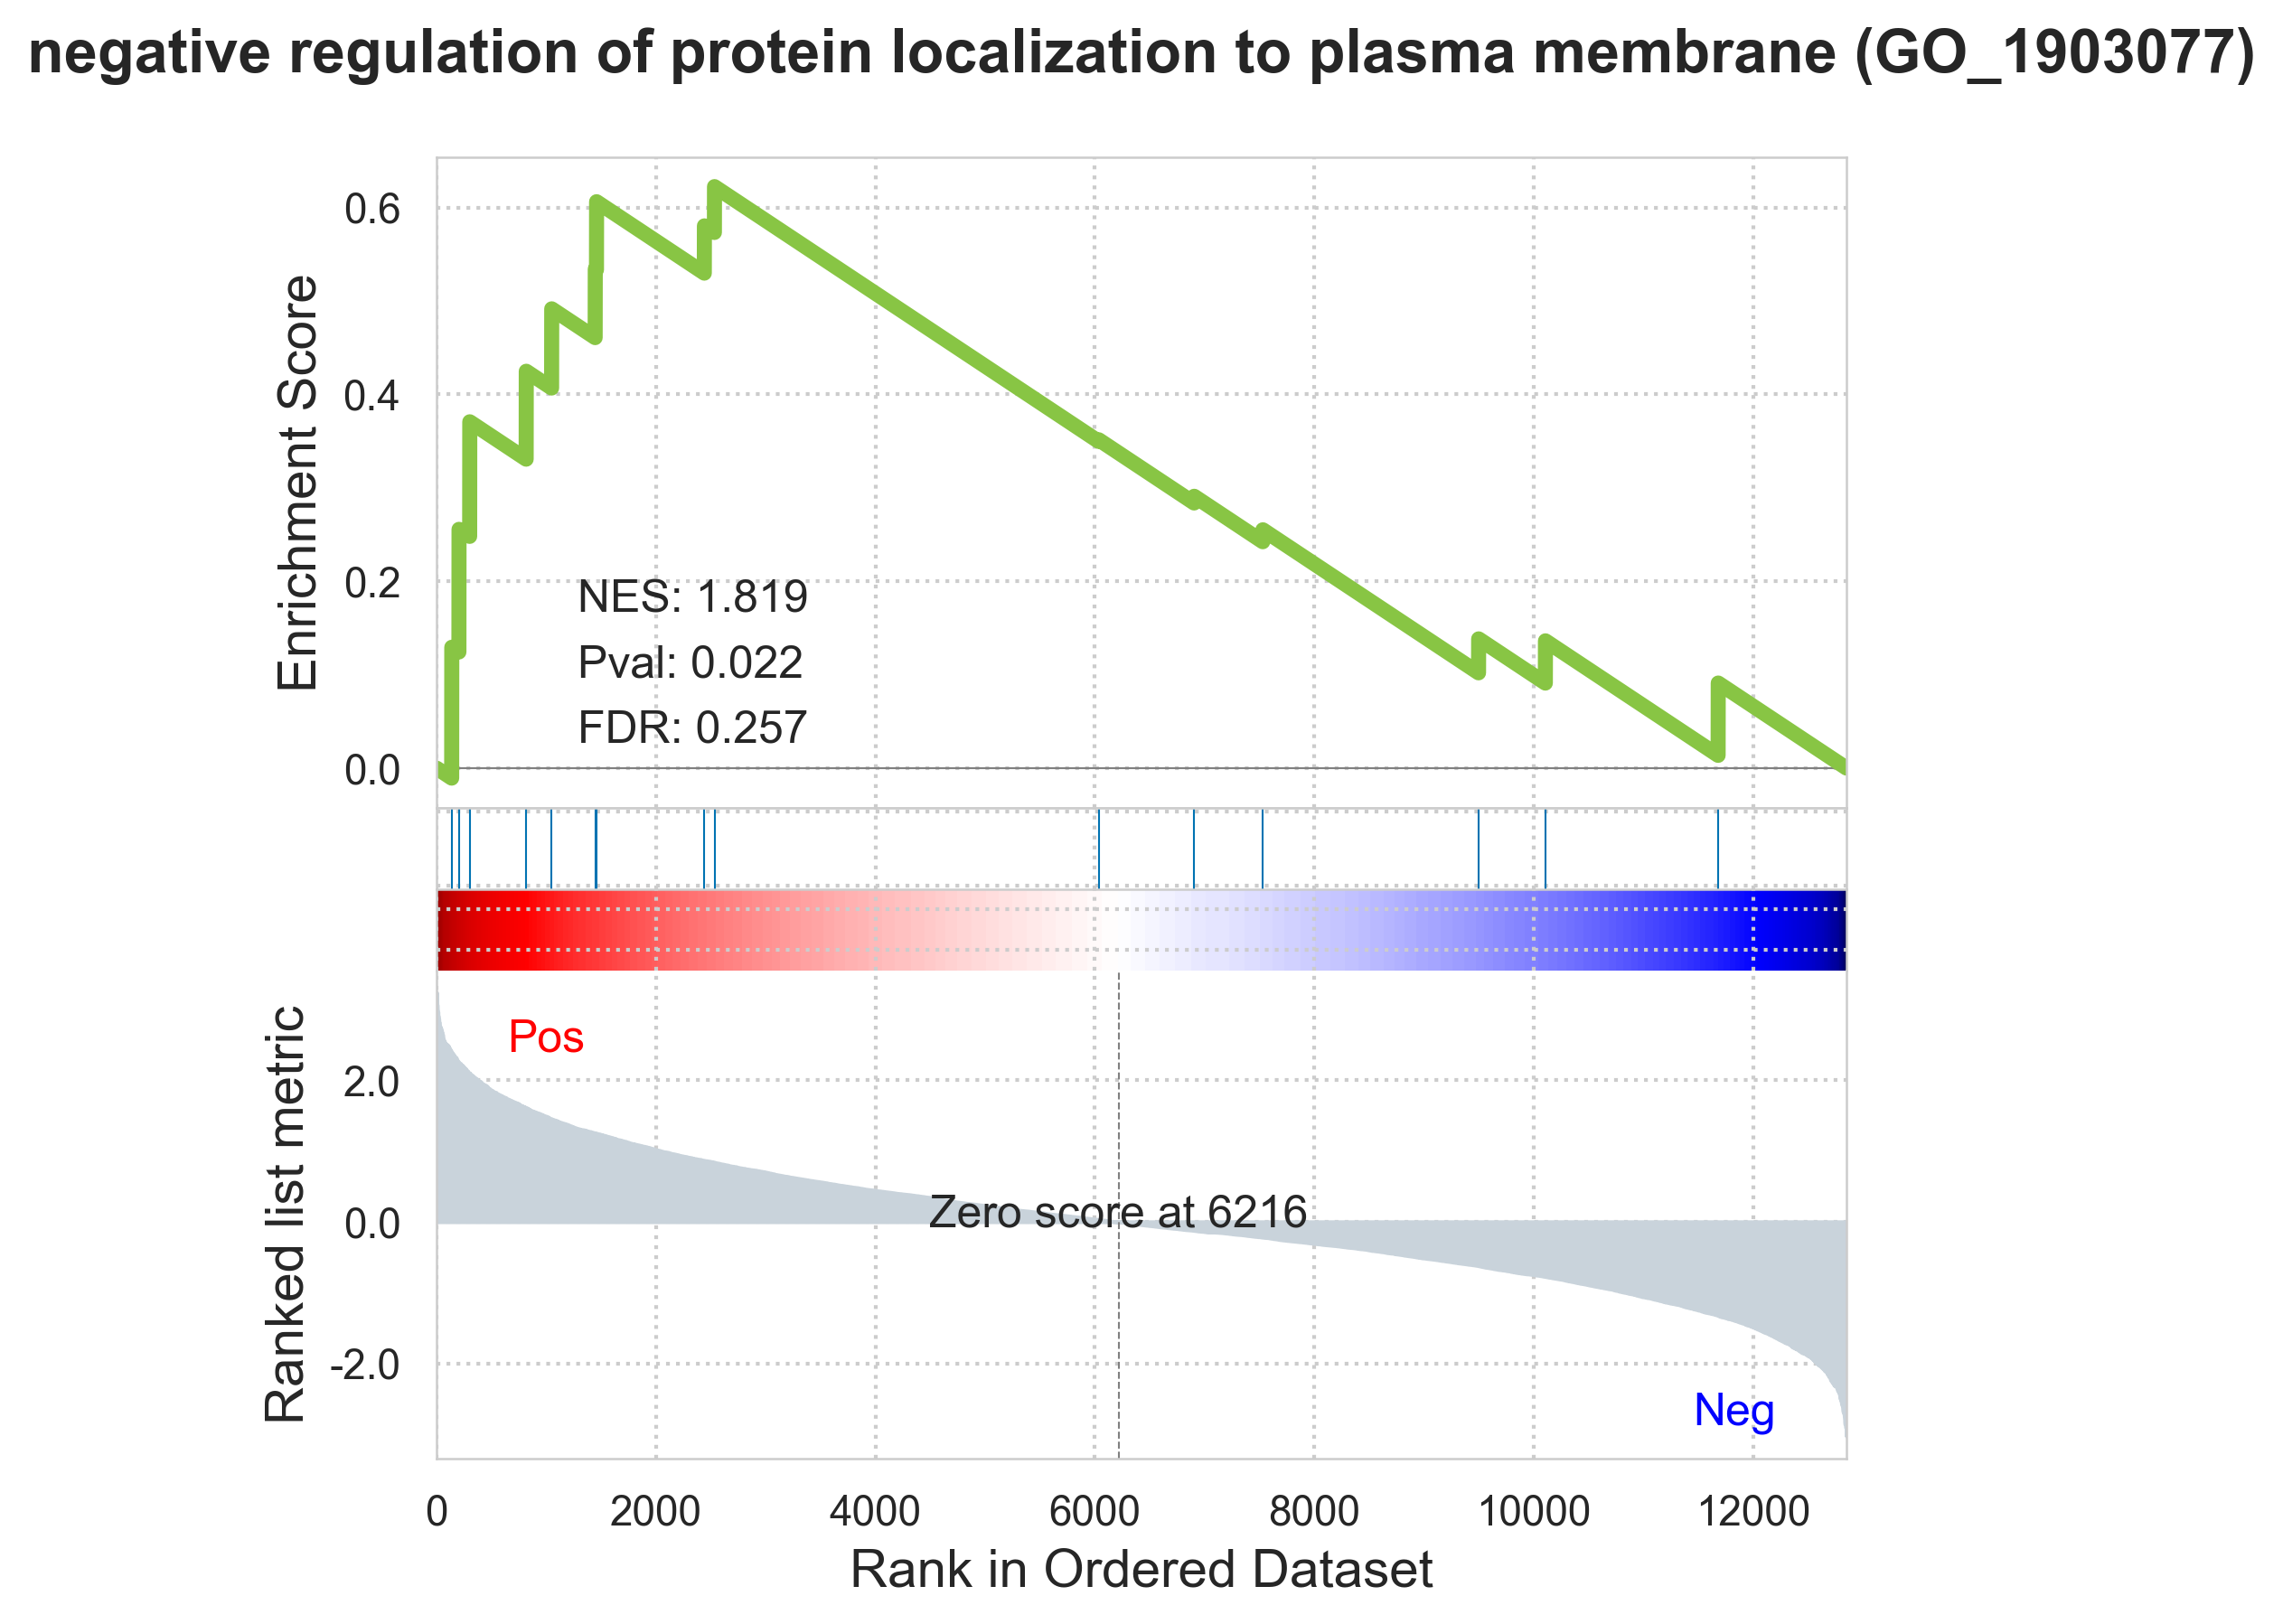 negative regulation of protein localization to plasma membrane (GO_1903077)
Enrichment Score
0.6
0.4
0.2
0.0
NES: 1.819
Pval: 0.022
FDR: 0.257
Ranked list metric
2.0
0.0
-2.0
Pos
Zero score at 6216
Neg
0 2000 4000 6000 8000 10000 12000
Rank in Ordered Dataset